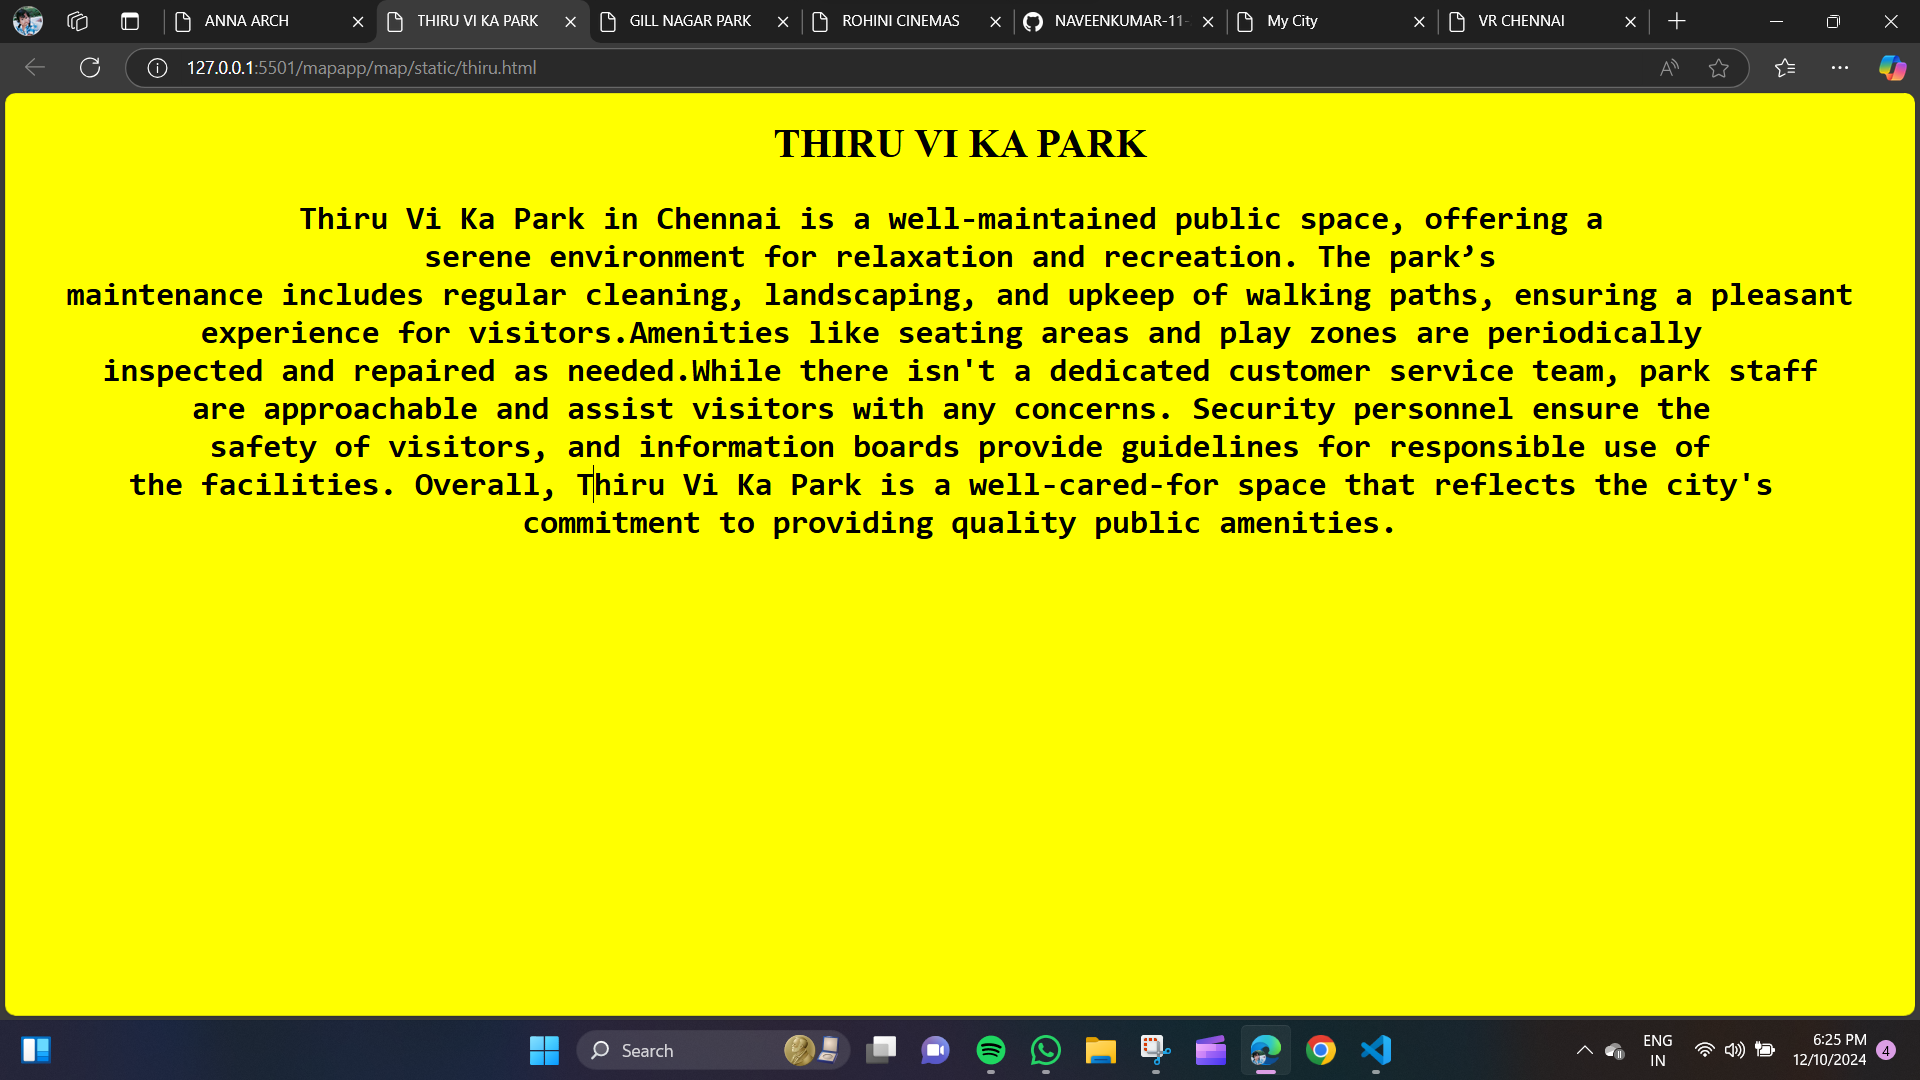 ANNA ARCH
THIRU VI KA PARK
GILL NAGAR PARK
ROHINI CINEMAS
NAVEENKUMAR-11-
My City
VR CHENNAI
127.0.0.1:5501/mapapp/map/static/thiru.html
THIRU VI KA PARK
Thiru Vi Ka Park in Chennai is a well-maintained public space, offering a
serene environment for relaxation and recreation. The park’s
maintenance includes regular cleaning, landscaping, and upkeep of walking paths, ensuring a pleasant
experience for visitors.Amenities like seating areas and play zones are periodically
inspected and repaired as needed.While there isn't a dedicated customer service team, park staff
are approachable and assist visitors with any concerns. Security personnel ensure the
safety of visitors, and information boards provide guidelines for responsible use of
the facilities. Overall, Thiru Vi Ka Park is a well-cared-for space that reflects the city's
commitment to providing quality public amenities.
Search
ENG
IN
6:25 PM
12/10/2024
4